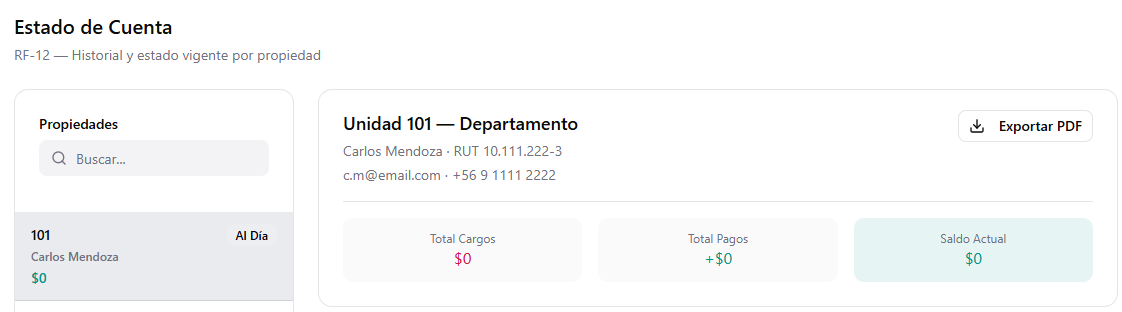 Estado de Cuenta
RF-12 — Historial y estado vigente por propiedad
Propiedades
Buscar...
101
Al Día
Carlos Mendoza
$0
Unidad 101 — Departamento
Exportar PDF
Carlos Mendoza · RUT 10.111.222-3
c.m@email.com · +56 9 1111 2222
Total Cargos
$0
Total Pagos
+$0
Saldo Actual
$0